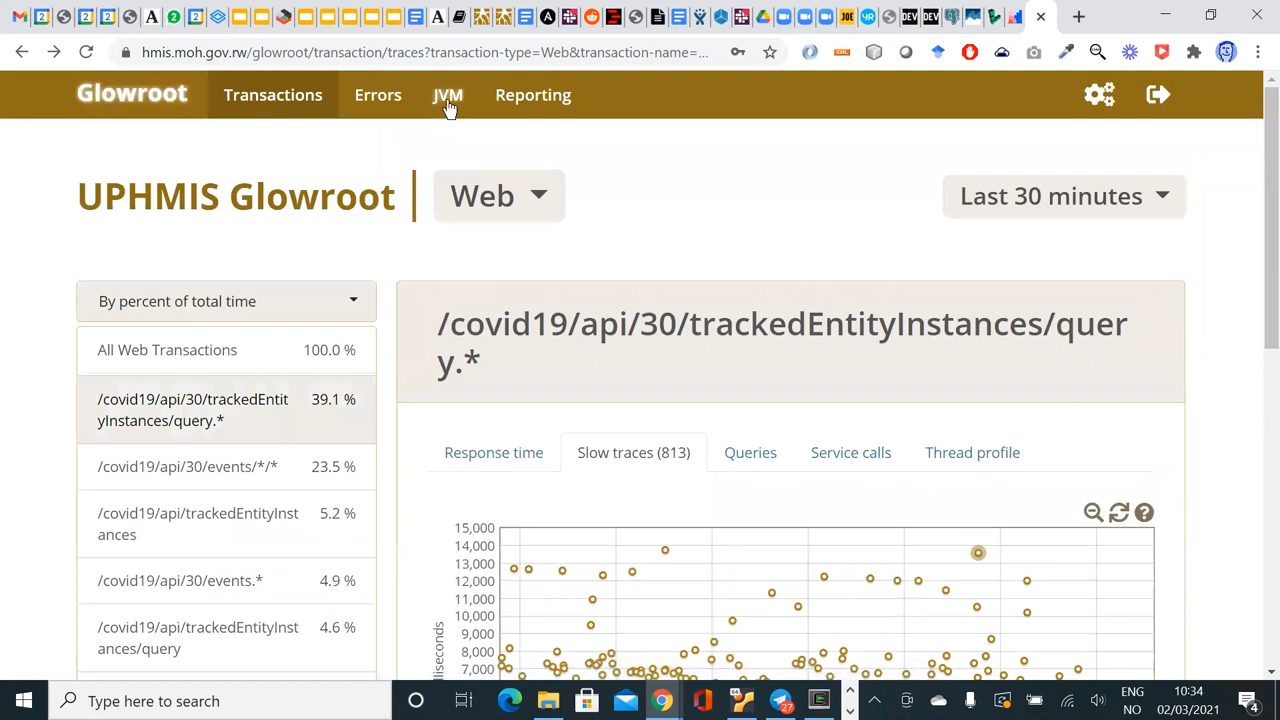 hmis.moh.gov.rw/glowroot/transaction/traces?transaction-type=Web&transaction-name=...
Glowroot
Transactions
Errors
JVM
Reporting
UPHMIS Glowroot
Web
Last 30 minutes
By percent of total time
All Web Transactions 100.0 %
/covid19/api/30/trackedEntit 39.1 %
yInstances/query.*
/covid19/api/30/events/*/* 23.5 %
/covid19/api/trackedEntityInst 5.2 %
ances
/covid19/api/30/events.* 4.9 %
/covid19/api/trackedEntityInst 4.6 %
ances/query
/covid19/api/30/trackedEntityInstances/quer
y.*
Response time
Slow traces (813)
Queries
Service calls
Thread profile
15,000
14,000
13,000
12,000
11,000
10,000
9,000
8,000
7,000
Type here to search
27
ENG
NO
10:34
02/03/2021
4